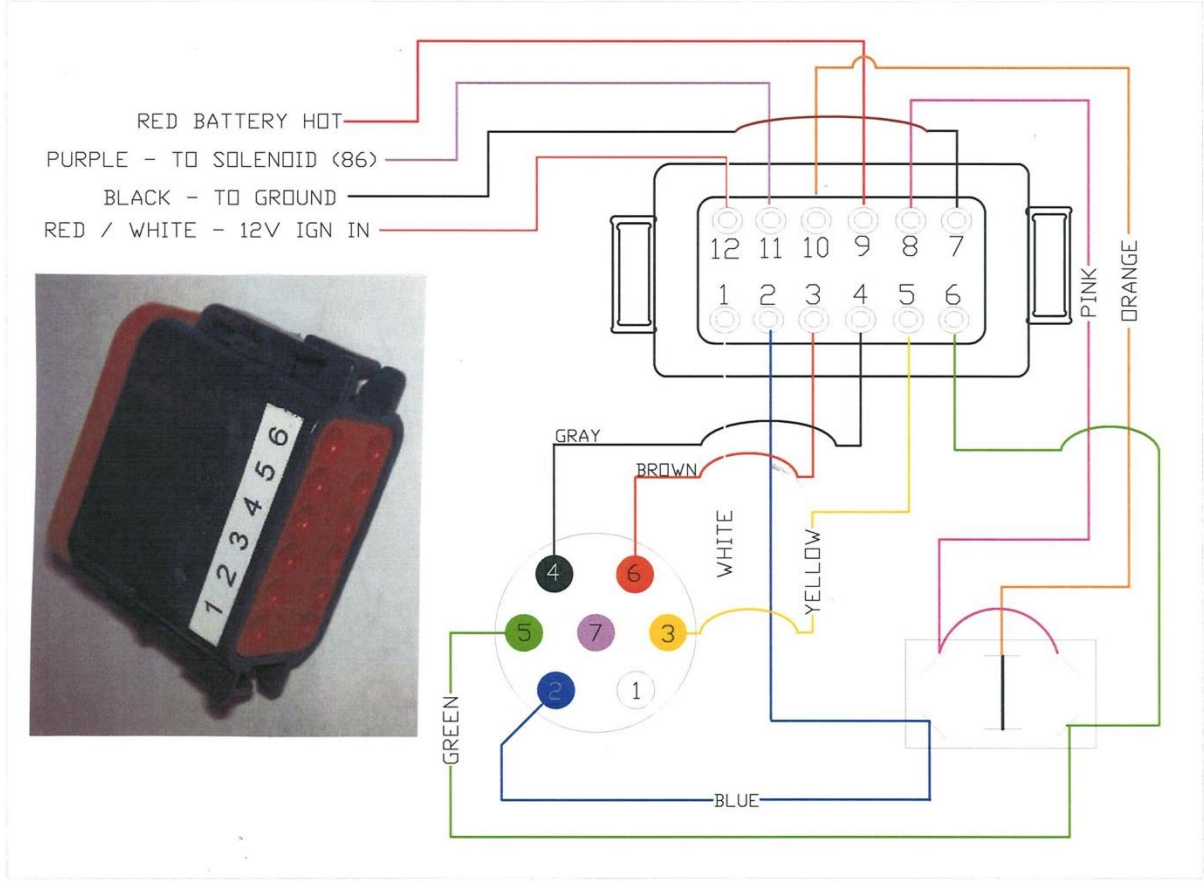 RED BATTERY HOT
PURPLE - TO SOLENOID (86)
BLACK - TO GROUND
RED / WHITE - 12V IGN IN
12 11 10 9 8 7
1 2 3 4 5 6
PINK
ORANGE
GRAY
BROWN
WHITE
YELLOW
4 6
5 7 3
2 1
GREEN
BLUE
1 2 3 4 5 6